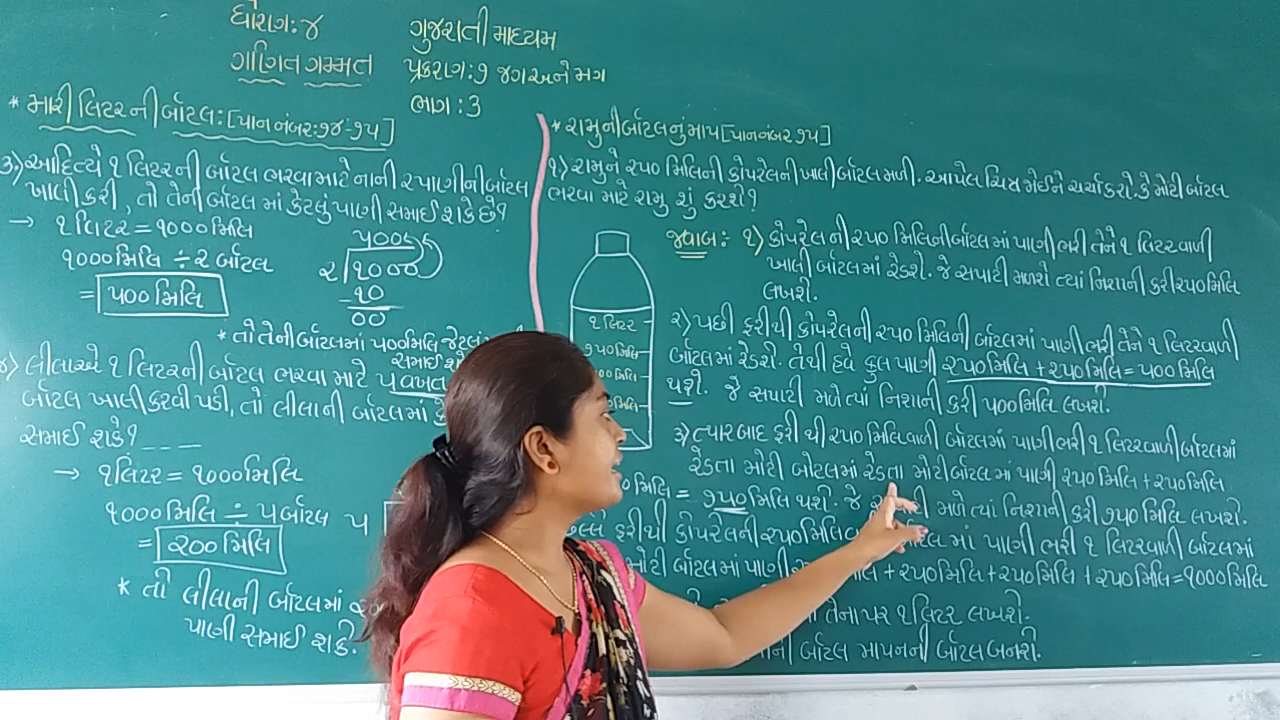 ધોરણ: ૪
ગણિત ગમ્મત
ગુજરાતી માધ્યમ
પ્રકરણ: ૭ જગ અને મગ
ભાગ : ૩
* મારી લિટરની બૉટલ: [પાન નંબર: ૭૪-૭૫]
૩) આદિત્યે ૧ લિટરની બૉટલ ભરવા માટે નાની ૨ પાણીની બૉટલ
ખાલી કરી, તો તેની બૉટલ માં કેટલું પાણી સમાઈ શકે છે?
→ ૧ લિટર = ૧૦૦૦ મિલિ
૧૦૦૦ મિલિ ÷ ૨ બૉટલ
= ૫૦૦ મિલિ
૫૦૦
૨ ૧૦૦૦
- ૧૦
૦૦
* તો તેની બૉટલમાં ૫૦૦ મિલિ જેટલું
સમાઈ
૪) લીલાએ ૧ લિટરની બૉટલ ભરવા માટે ૫ વખત
બૉટલ ખાલી કરવી પડી, તો લીલાની બૉટલમાં
સમાઈ શકે? _ _ _
→ ૧ લિટર = ૧૦૦૦ મિલિ
૧૦૦૦ મિલિ ÷ ૫ બૉટલ ૫
= ૨૦૦ મિલિ
* તો લીલાની બૉટલમાં
પાણી સમાઈ શકે.
* રામુની બૉટલનું માપ [પાન નંબર ૭૫]
૧) રામુને ૨૫૦ મિલિની કોપરેલની ખાલી બૉટલ મળી. આપેલ ચિત્ર જોઈને ચર્ચા કરો. કે મોટી બૉટલ
ભરવા માટે રામુ શું કરશે?
૧ લિટર
૭૫૦ મિલિ
જવાબ: ૧) કોપરેલની ૨૫૦ મિલિની બૉટલમાં પાણી ભરી તેને ૧ લિટરવાળી
ખાલી બૉટલમાં રેડશે. જે સપાટી મળશે ત્યાં નિશાની કરી ૨૫૦ મિલિ
લખશે.
૨) પછી ફરીથી કોપરેલની ૨૫૦ મિલિની બૉટલમાં પાણી ભરી તેને ૧ લિટરવાળી
બૉટલમાં રેડશે. તેથી હવે કુલ પાણી ૨૫૦ મિલિ + ૨૫૦ મિલિ = ૫૦૦ મિલિ
થશે. જે સપાટી મળે ત્યાં નિશાની કરી ૫૦૦ મિલિ લખશે.
૩) ત્યારબાદ ફરી થી ૨૫૦ મિલિવાળી બૉટલમાં પાણી ભરી ૧ લિટરવાળી બૉટલમાં
રેડતા મોટી બોટલમાં રેડતા મોટી બૉટલ માં પાણી ૨૫૦ મિલિ + ૨૫૦ મિલિ
મિલિ = ૭૫૦ મિલિ થશે. જે મળે ત્યાં નિશાની કરી ૭૫૦ મિલિ લખશે.
ફરીથી કોપરેલની ૨૫૦ મિલિ માં પાણી ભરી ૧ લિટરવાળી બૉટલમાં
મોટી બૉટલમાં પાણી + ૨૫૦ મિલિ + ૨૫૦ મિલિ + ૨૫૦ મિલિ = ૧૦૦૦ મિલિ
તેના પર ૧ લિટર લખશે.
બૉટલ માપનની બૉટલ બનશે.